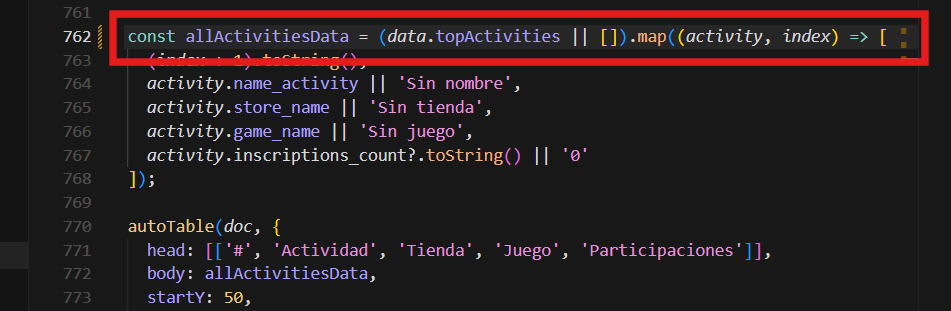 761
762 const allActivitiesData = (data.topActivities || []).map((activity, index) => [
763 (index + 1).toString(),
764 activity.name_activity || 'Sin nombre',
765 activity.store_name || 'Sin tienda',
766 activity.game_name || 'Sin juego',
767 activity.inscriptions_count?.toString() || '0'
768 ]);
769
770 autoTable(doc, {
771 head: [['#', 'Actividad', 'Tienda', 'Juego', 'Participaciones']],
772 body: allActivitiesData,
773 startY: 50,